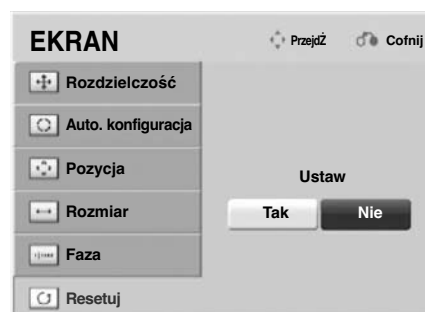 EKRAN
PrzejdŹ
Cofnij
Rozdzielczość
Auto. konfiguracja
Pozycja
Rozmiar
Faza
Resetuj
Ustaw
Tak
Nie